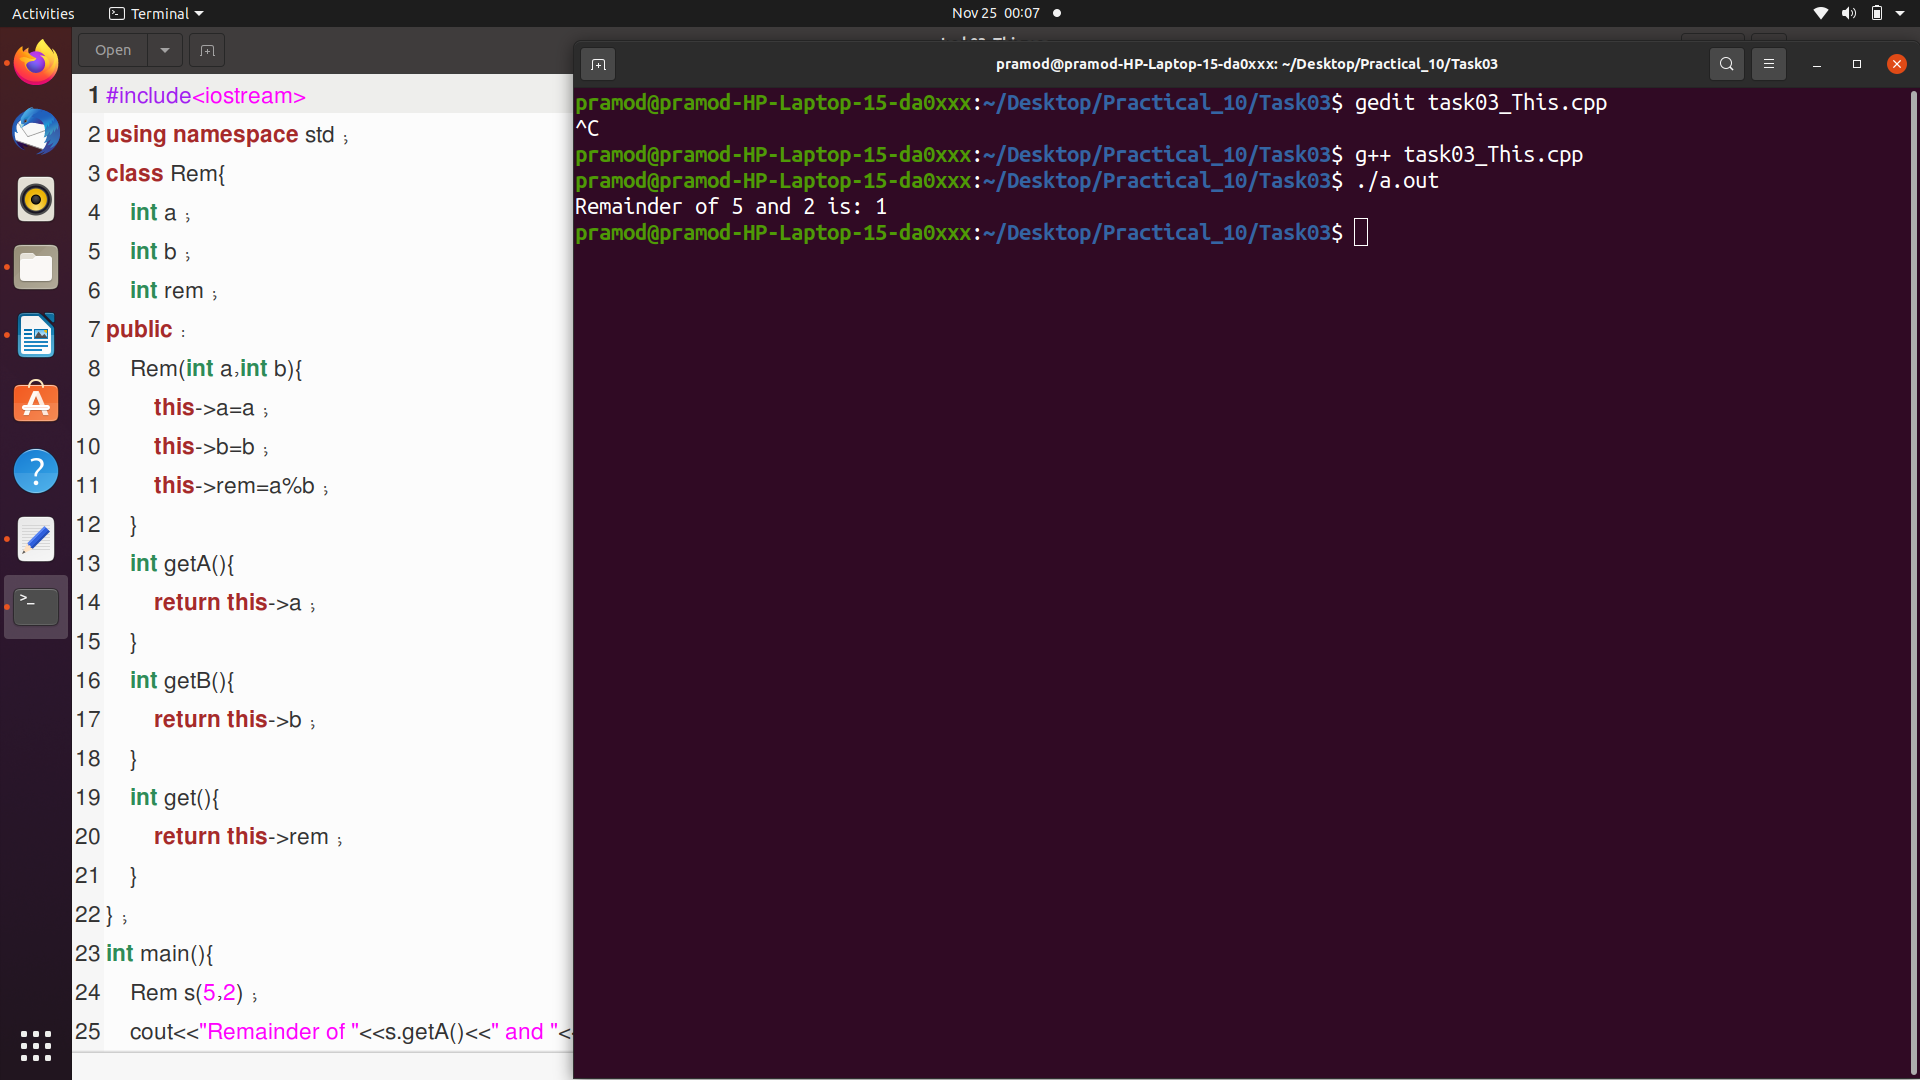 Activities
Terminal
Nov 25 00:07
Open
pramod@pramod-HP-Laptop-15-da0xxx: ~/Desktop/Practical_10/Task03
1 #include<iostream>
2 using namespace std ;
3 class Rem{
4 int a ;
5 int b ;
6 int rem ;
7 public :
8 Rem(int a,int b){
9 this->a=a ;
10 this->b=b ;
11 this->rem=a%b ;
12 }
13 int getA(){
14 return this->a ;
15 }
16 int getB(){
17 return this->b ;
18 }
19 int get(){
20 return this->rem ;
21 }
22 } ;
23 int main(){
24 Rem s(5,2) ;
25 cout<<"Remainder of "<<s.getA()<<" and "<<
pramod@pramod-HP-Laptop-15-da0xxx:~/Desktop/Practical_10/Task03$ gedit task03_This.cpp
^C
pramod@pramod-HP-Laptop-15-da0xxx:~/Desktop/Practical_10/Task03$ g++ task03_This.cpp
pramod@pramod-HP-Laptop-15-da0xxx:~/Desktop/Practical_10/Task03$ ./a.out
Remainder of 5 and 2 is: 1
pramod@pramod-HP-Laptop-15-da0xxx:~/Desktop/Practical_10/Task03$